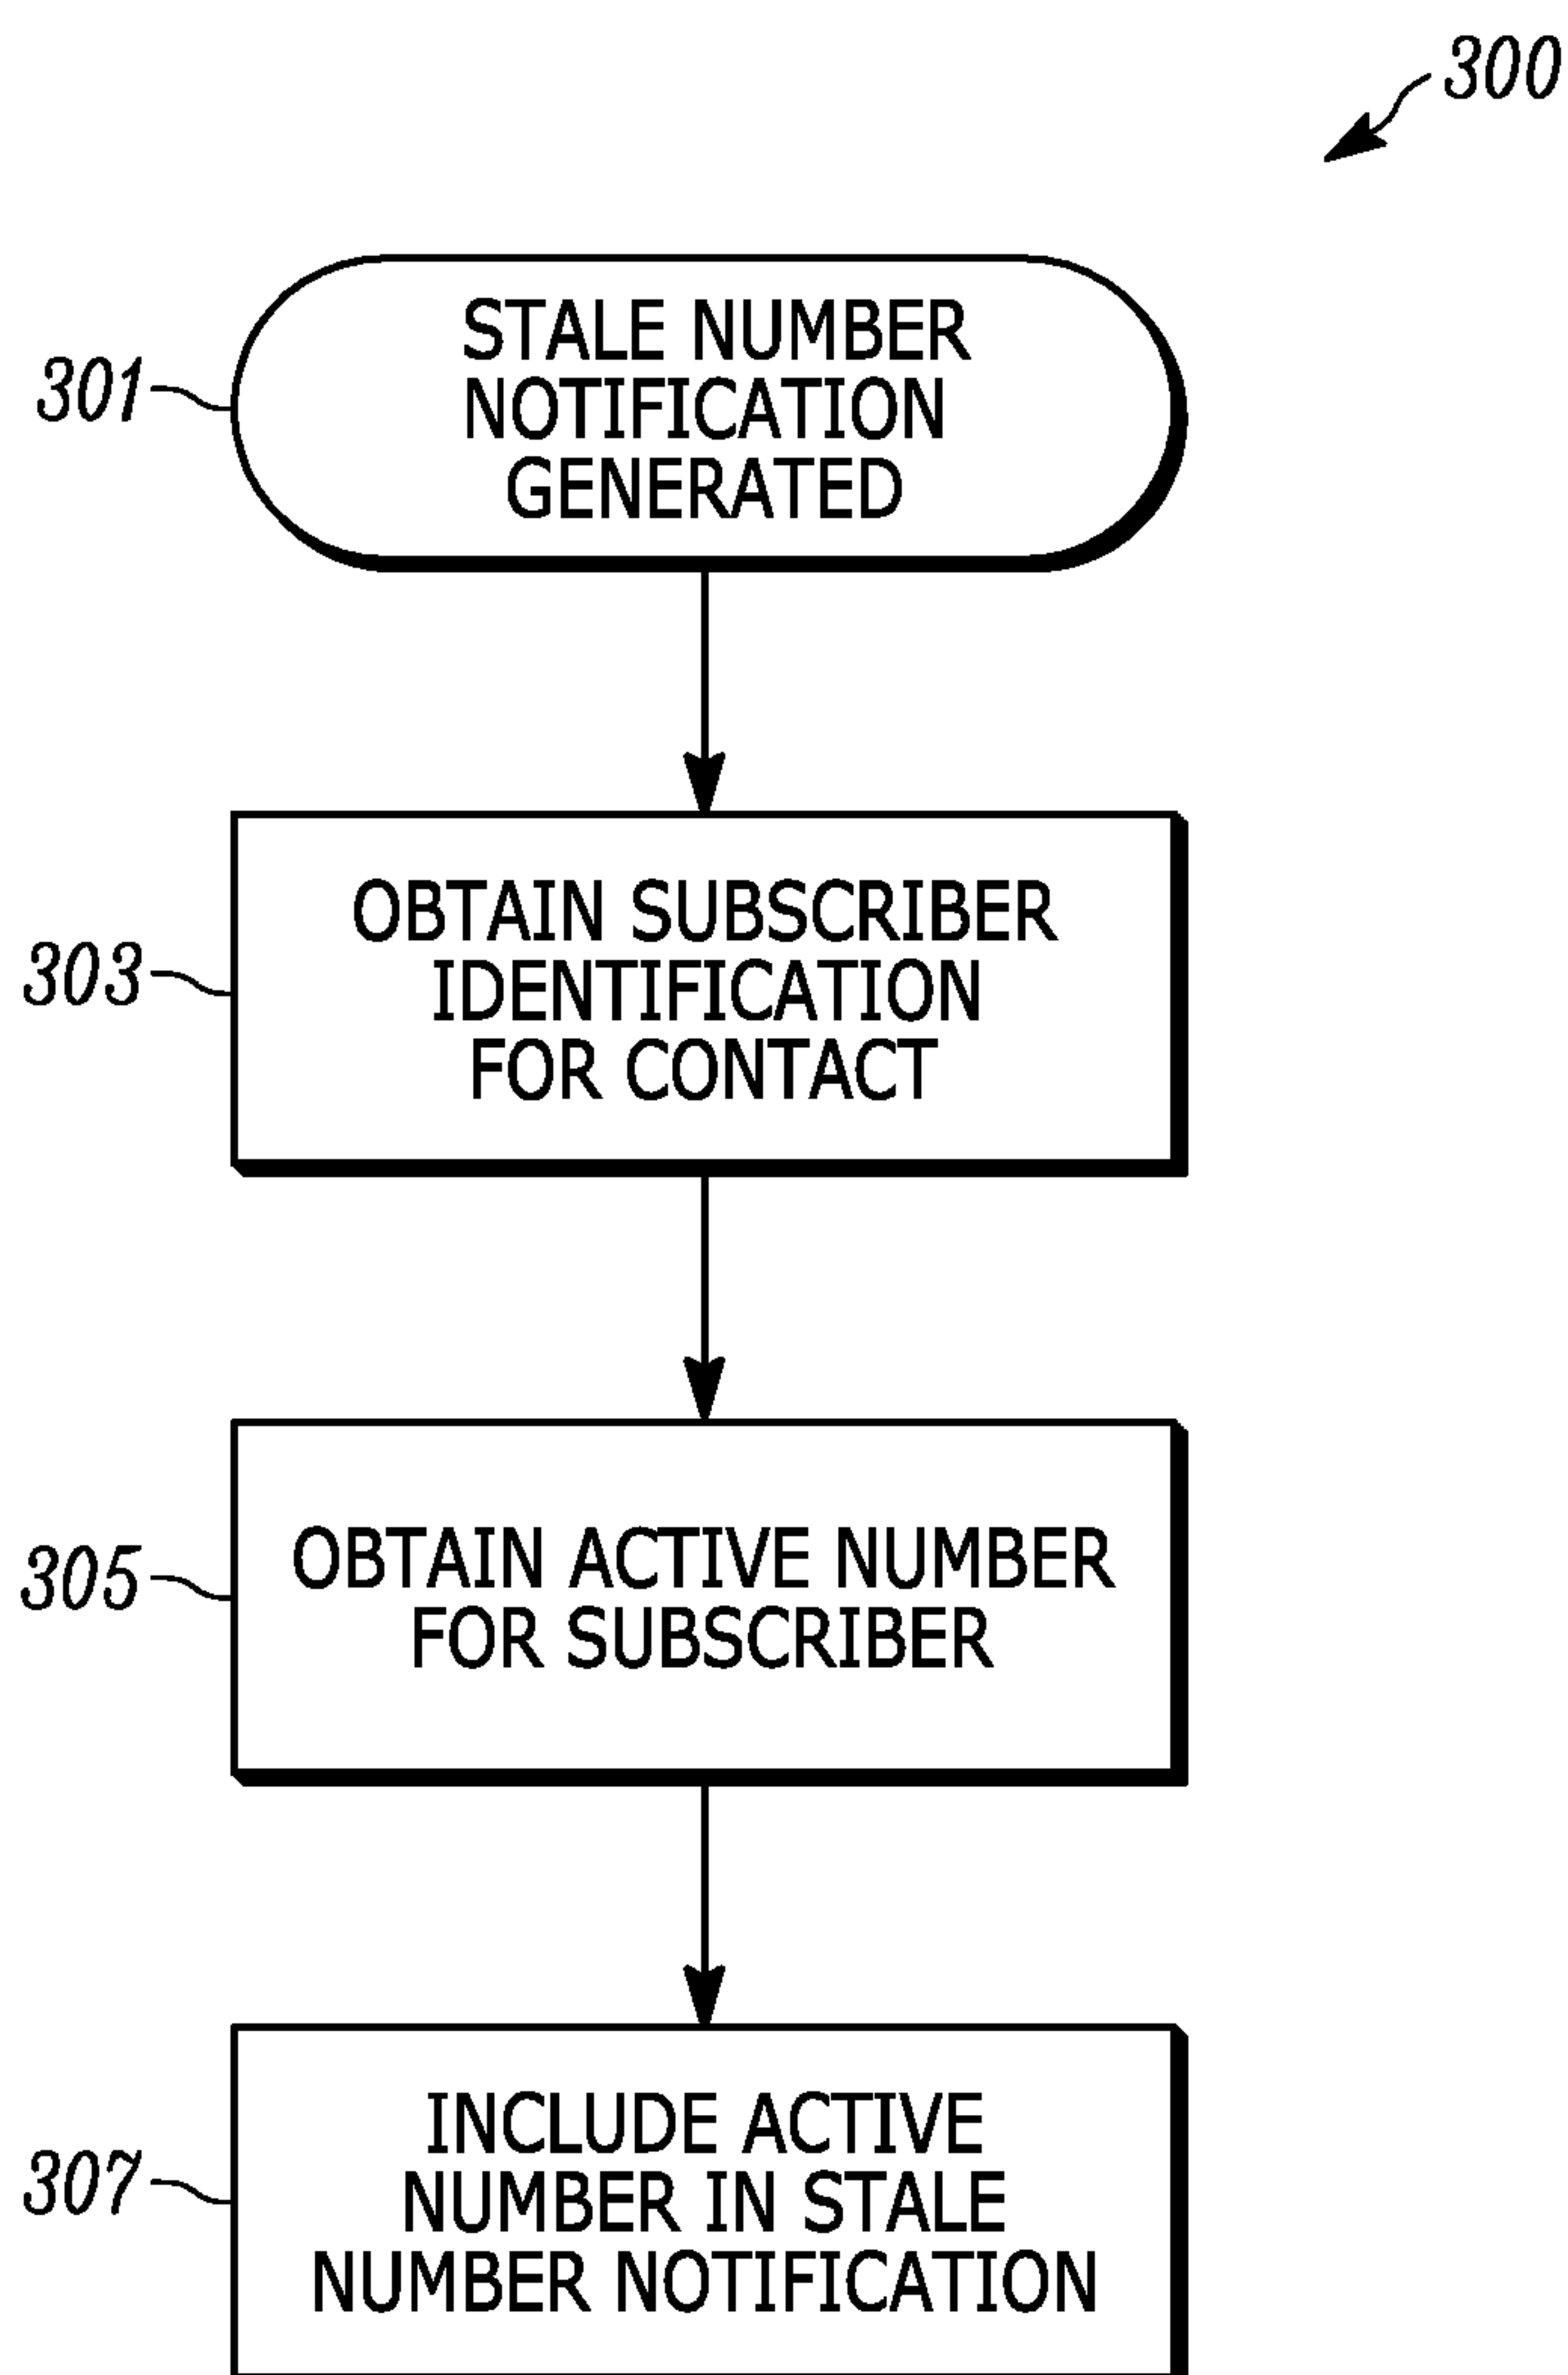 300
301
STALE NUMBER
NOTIFICATION
GENERATED
303
OBTAIN SUBSCRIBER
IDENTIFICATION
FOR CONTACT
305
OBTAIN ACTIVE NUMBER
FOR SUBSCRIBER
307
INCLUDE ACTIVE
NUMBER IN STALE
NUMBER NOTIFICATION